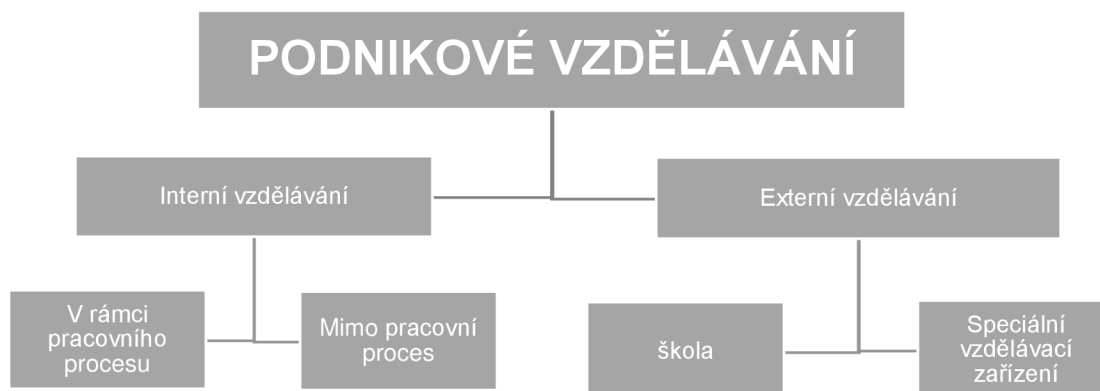 PODNIKOVÉ VZDĚLÁVÁNÍ
Interní vzdělávání
Externí vzdělávání
V rámci
pracovního
procesu
Mimo pracovní
proces
škola
Speciální
vzdělávací
zařízení